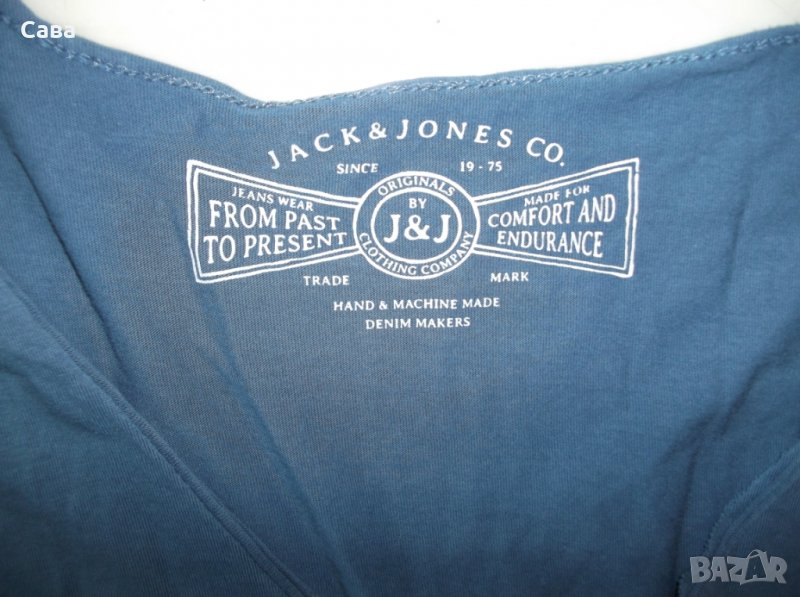 Сава
JACK & JONES CO.
SINCE 19 - 75
JEANS WEAR
FROM PAST
TO PRESENT
ORIGINALS
BY
J&J
CLOTHING COMPANY
MADE FOR
COMFORT AND
ENDURANCE
TRADE MARK
HAND & MACHINE MADE
DENIM MAKERS
BAZAR